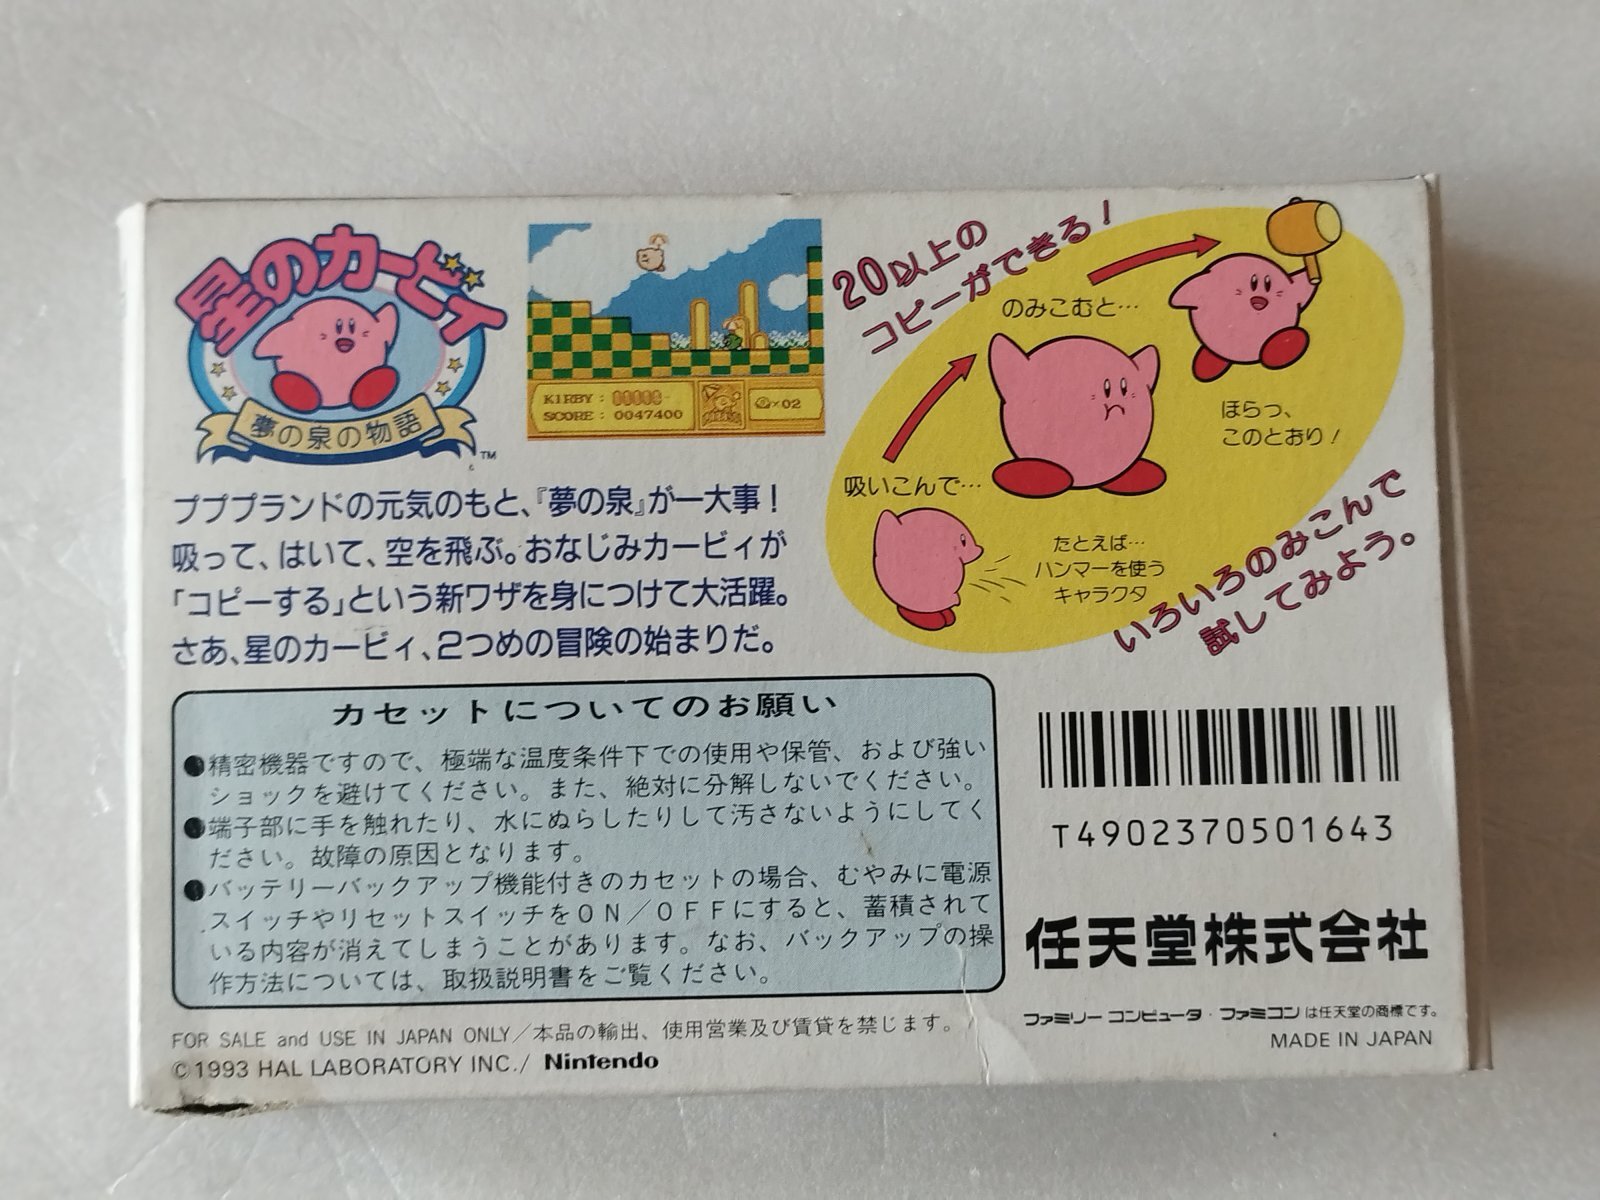 星のカービィ
夢の泉の物語
TM
KIRBY :
SCORE : 0047400
×02
20以上の
コピーができる!
のみこむと…
ほらっ、
このとおり!
吸いこんで…
たとえば…
ハンマーを使う
キャラクタ
いろいろのみこんで
試してみよう。
プププランドの元気のもと、『夢の泉』が一大事!
吸って、はいて、空を飛ぶ。おなじみカービィが
「コピーする」という新ワザを身につけて大活躍。
さあ、星のカービィ、2つめの冒険の始まりだ。
カセットについてのお願い
●精密機器ですので、極端な温度条件下での使用や保管、および強い
ショックを避けてください。また、絶対に分解しないでください。
●端子部に手を触れたり、水にぬらしたりして汚さないようにしてく
ださい。故障の原因となります。
●バッテリーバックアップ機能付きのカセットの場合、むやみに電源
スイッチやリセットスイッチをON/OFFにすると、蓄積されて
いる内容が消えてしまうことがあります。なお、バックアップの操
作方法については、取扱説明書をご覧ください。
T4902370501643
任天堂株式会社
ファミリーコンピュータ・ファミコンは任天堂の商標です。
MADE IN JAPAN
FOR SALE and USE IN JAPAN ONLY/本品の輸出、使用営業及び賃貸を禁じます。
©1993 HAL LABORATORY INC./ Nintendo